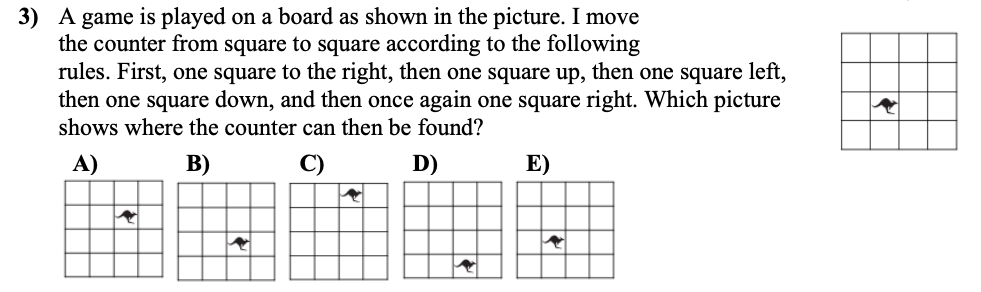 3) A game is played on a board as shown in the picture. I move
the counter from square to square according to the following
rules. First, one square to the right, then one square up, then one square left,
then one square down, and then once again one square right. Which picture
shows where the counter can then be found?
A) B) C) D) E)